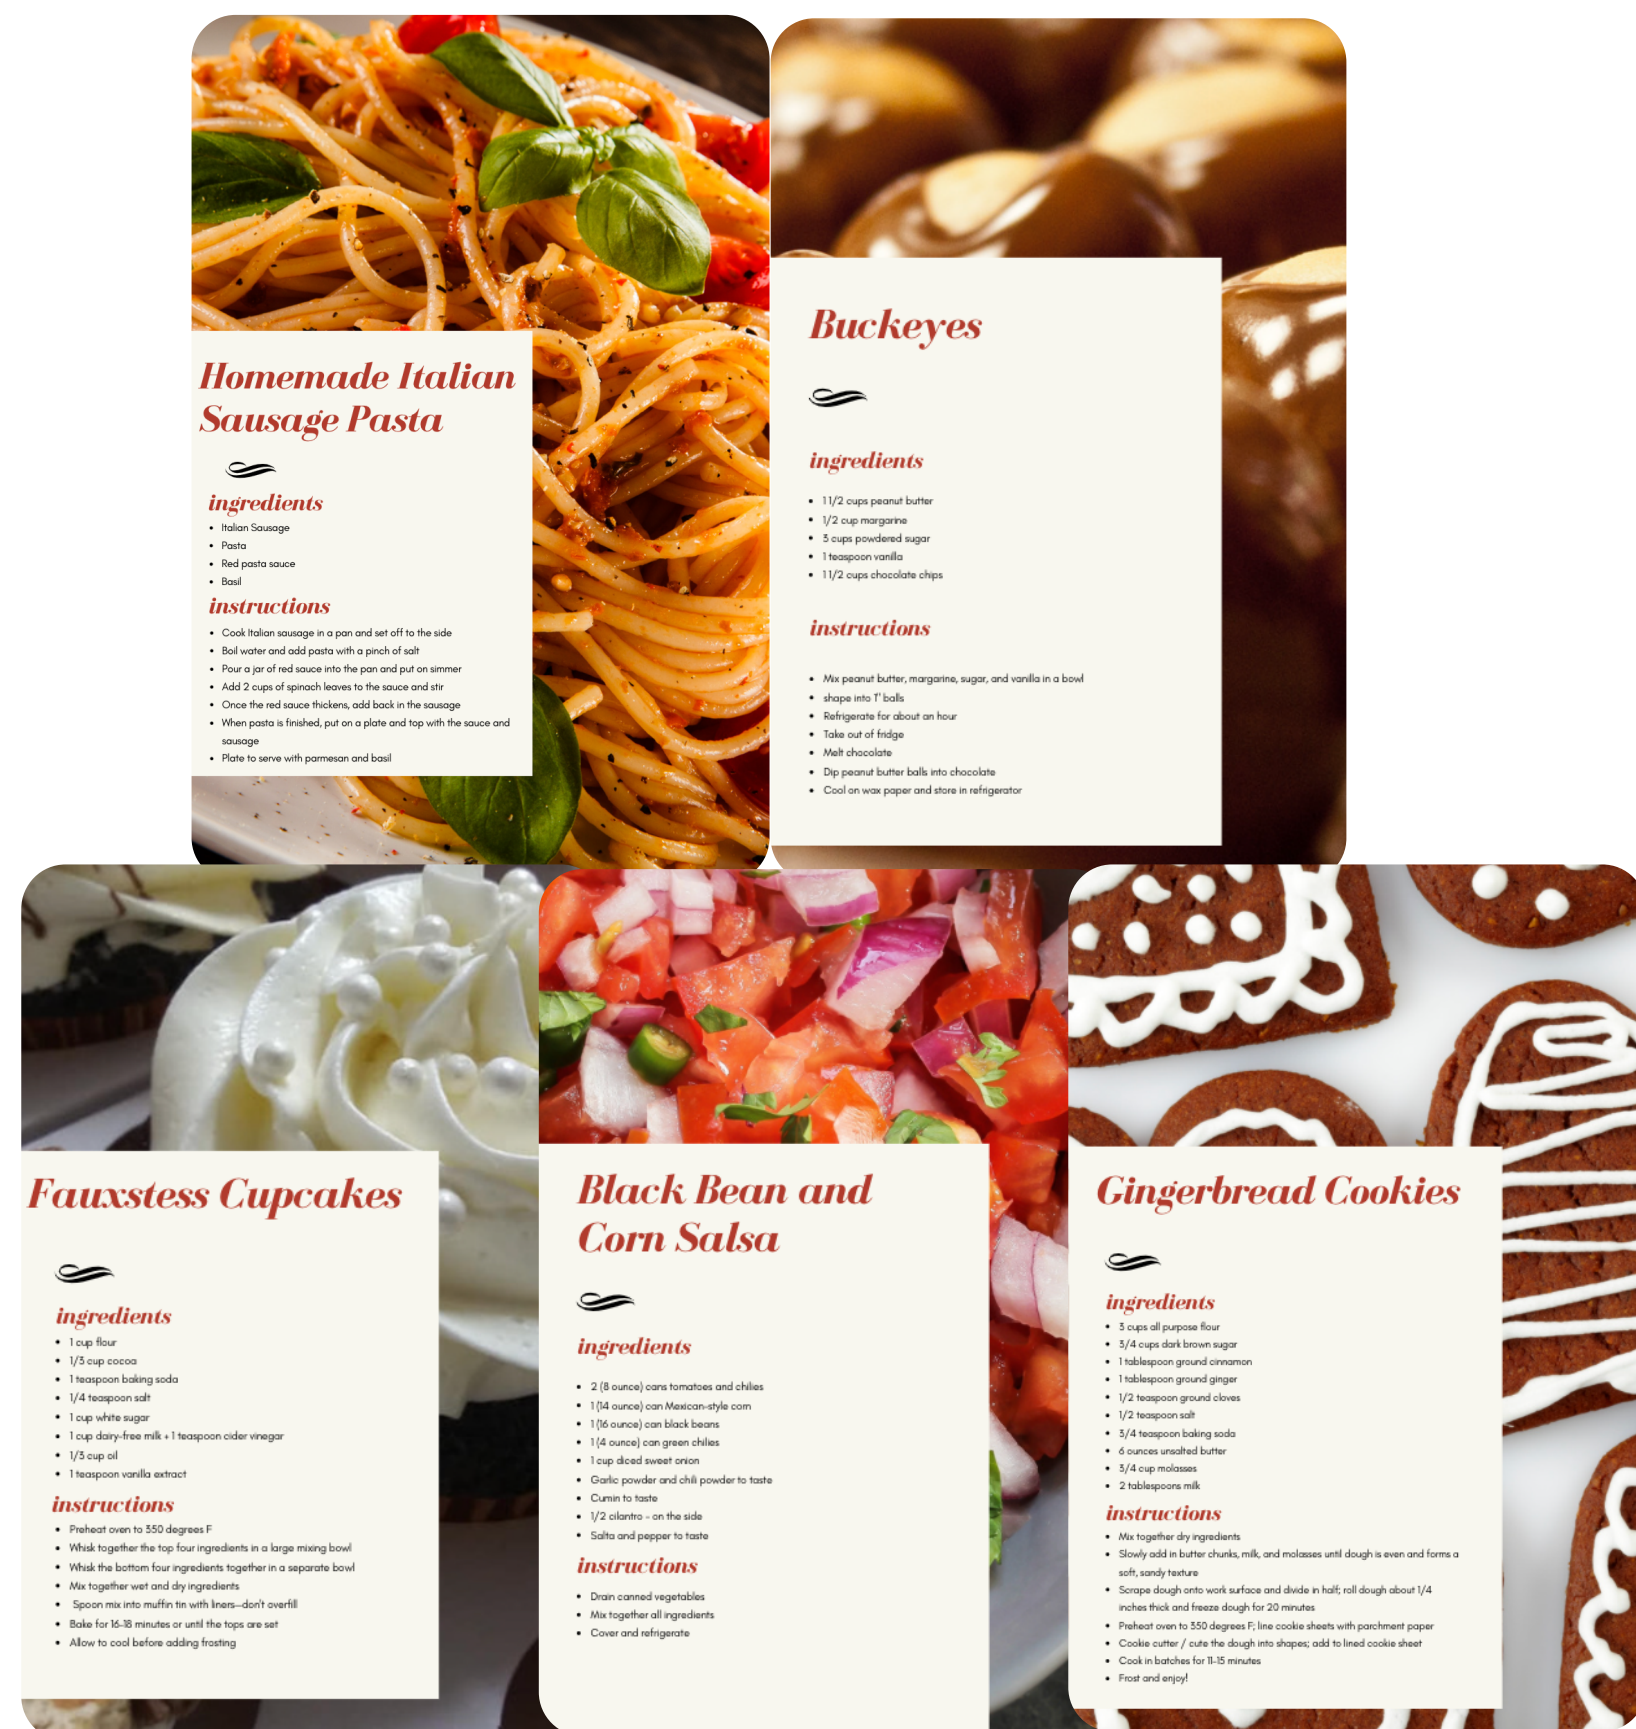 Homemade Italian
Sausage Pasta
ingredients
• Italian Sausage
• Pasta
• Red pasta sauce
• Basil
instructions
• Cook Italian sausage in a pan and set off to the side
• Boil water and add pasta with a pinch of salt
• Pour a jar of red sauce into the pan and put on simmer
• Add 2 cups of spinach leaves to the sauce and stir
• Once the red sauce thickens, add back in the sausage
• When pasta is finished, put on a plate and top with the sauce and
sausage
• Plate to serve with parmesan and basil
Buckeyes
ingredients
• 1 1/2 cups peanut butter
• 1/2 cup margarine
• 3 cups powdered sugar
• 1 teaspoon vanilla
• 1 1/2 cups chocolate chips
instructions
• Mix peanut butter, margarine, sugar, and vanilla in a bowl
• shape into 1" balls
• Refrigerate for about an hour
• Take out of fridge
• Melt chocolate
• Dip peanut butter balls into chocolate
• Cool on wax paper and store in refrigerator
Fauxstess Cupcakes
ingredients
• 1 cup flour
• 1/3 cup cocoa
• 1 teaspoon baking soda
• 1/4 teaspoon salt
• 1 cup white sugar
• 1 cup dairy-free milk + 1 teaspoon cider vinegar
• 1/3 cup oil
• 1 teaspoon vanilla extract
instructions
• Preheat oven to 350 degrees F
• Whisk together the top four ingredients in a large mixing bowl
• Whisk the bottom four ingredients together in a separate bowl
• Mix together wet and dry ingredients
• Spoon mix into muffin tin with liners—don't overfill
• Bake for 16-18 minutes or until the tops are set
• Allow to cool before adding frosting
Black Bean and
Corn Salsa
ingredients
• 2 (8 ounce) cans tomatoes and chilies
• 1 (14 ounce) can Mexican-style corn
• 1 (16 ounce) can black beans
• 1 (4 ounce) can green chilies
• 1 cup diced sweet onion
• Garlic powder and chili powder to taste
• Cumin to taste
• 1/2 cilantro - on the side
• Salta and pepper to taste
instructions
• Drain canned vegetables
• Mix together all ingredients
• Cover and refrigerate
Gingerbread Cookies
ingredients
• 3 cups all purpose flour
• 3/4 cups dark brown sugar
• 1 tablespoon ground cinnamon
• 1 tablespoon ground ginger
• 1/2 teaspoon ground cloves
• 1/2 teaspoon salt
• 3/4 teaspoon baking soda
• 6 ounces unsalted butter
• 3/4 cup molasses
• 2 tablespoons milk
instructions
• Mix together dry ingredients
• Slowly add in butter chunks, milk, and molasses until dough is even and forms a
soft, sandy texture
• Scrape dough onto work surface and divide in half; roll dough about 1/4
inches thick and freeze dough for 20 minutes
• Preheat oven to 350 degrees F; line cookie sheets with parchment paper
• Cookie cutter / cute the dough into shapes; add to lined cookie sheet
• Cook in batches for 11-15 minutes
• Frost and enjoy!